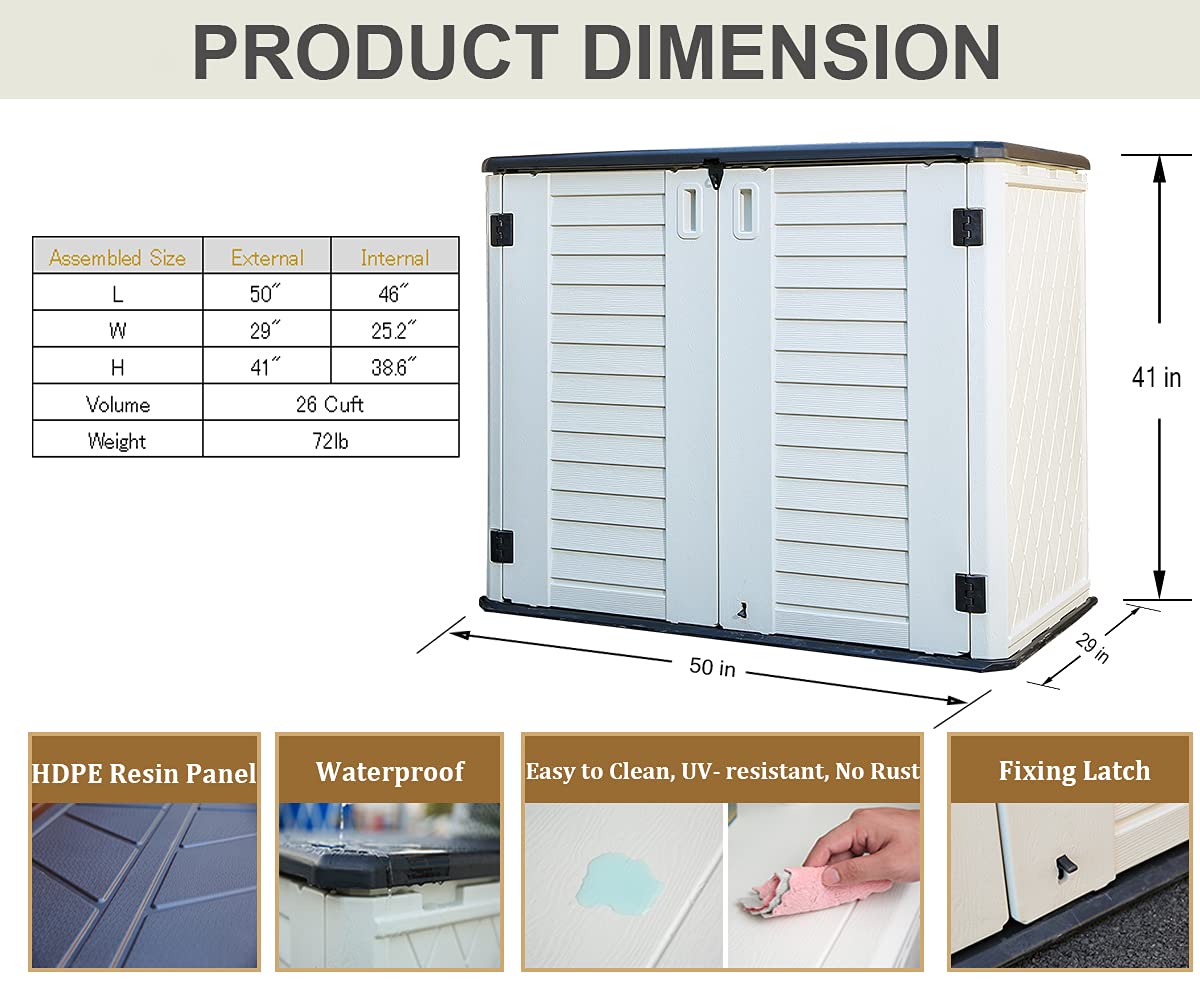 PRODUCT DIMENSION
Assembled Size External Internal
L 50″ 46″
W 29″ 25.2″
H 41″ 38.6″
Volume 26 Cuft
Weight 72lb
41 in
29 in
50 in
HDPE Resin Panel
Waterproof
Easy to Clean, UV- resistant, No Rust
Fixing Latch